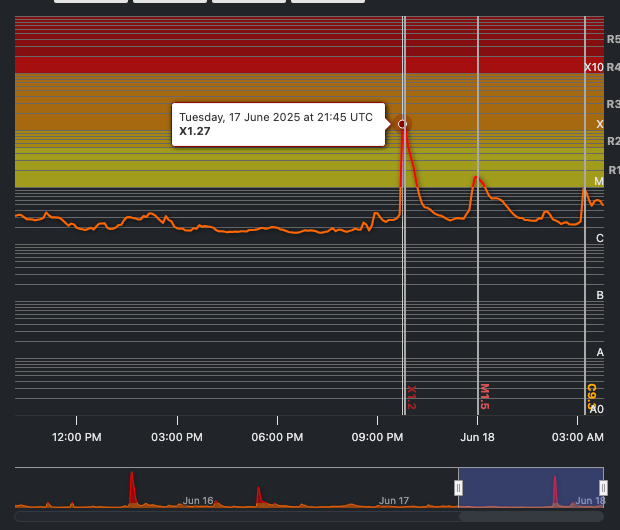 R5
X10 R4
R3
Tuesday, 17 June 2025 at 21:45 UTC
X1.27
X
R2
R1
M
C
B
A
X1.2
M1.5
A0
12:00 PM
03:00 PM
06:00 PM
09:00 PM
Jun 18
03:00 AM
Jun 16
Jun 17
Jun 18